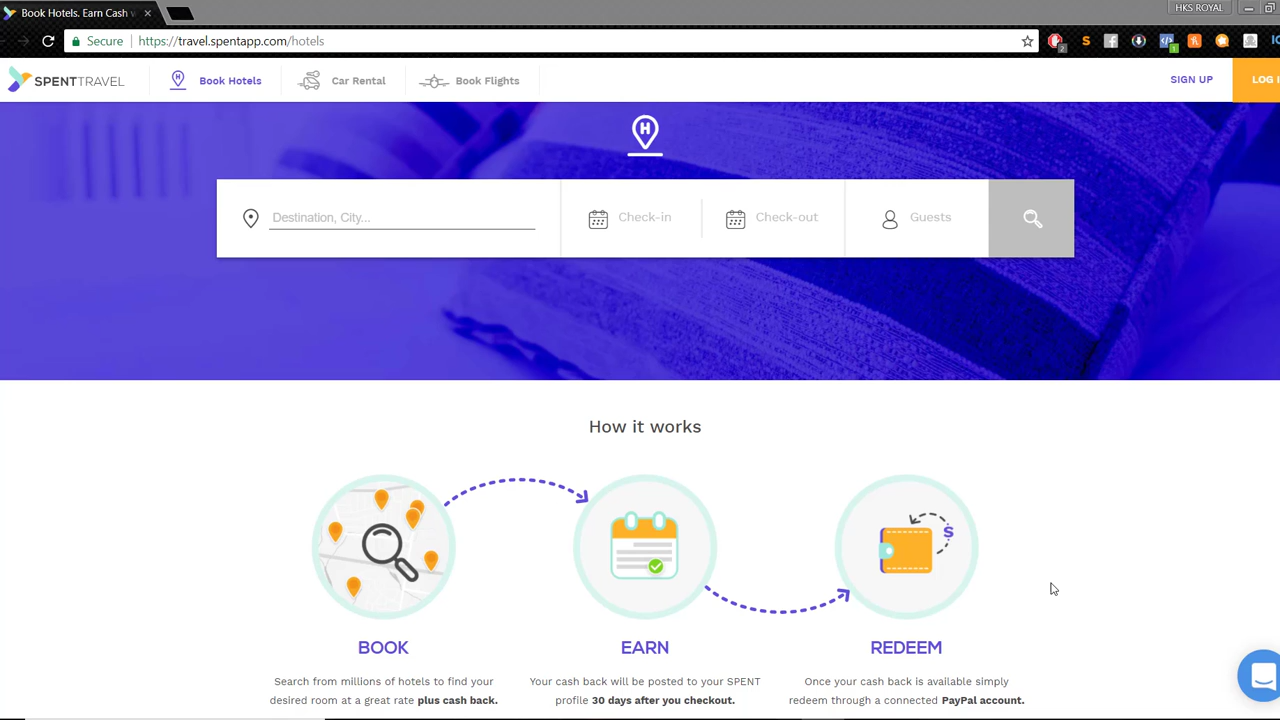 Book Hotels. Earn Cash
HKS ROYAL
Secure https://travel.spentapp.com/hotels
SPENTTRAVEL
Book Hotels
Car Rental
Book Flights
SIGN UP
LOG I
H
Destination, City...
Check-in
Check-out
Guests
How it works
S
BOOK
EARN
REDEEM
Search from millions of hotels to find your
desired room at a great rate plus cash back.
Your cash back will be posted to your SPENT
profile 30 days after you checkout.
Once your cash back is available simply
redeem through a connected PayPal account.